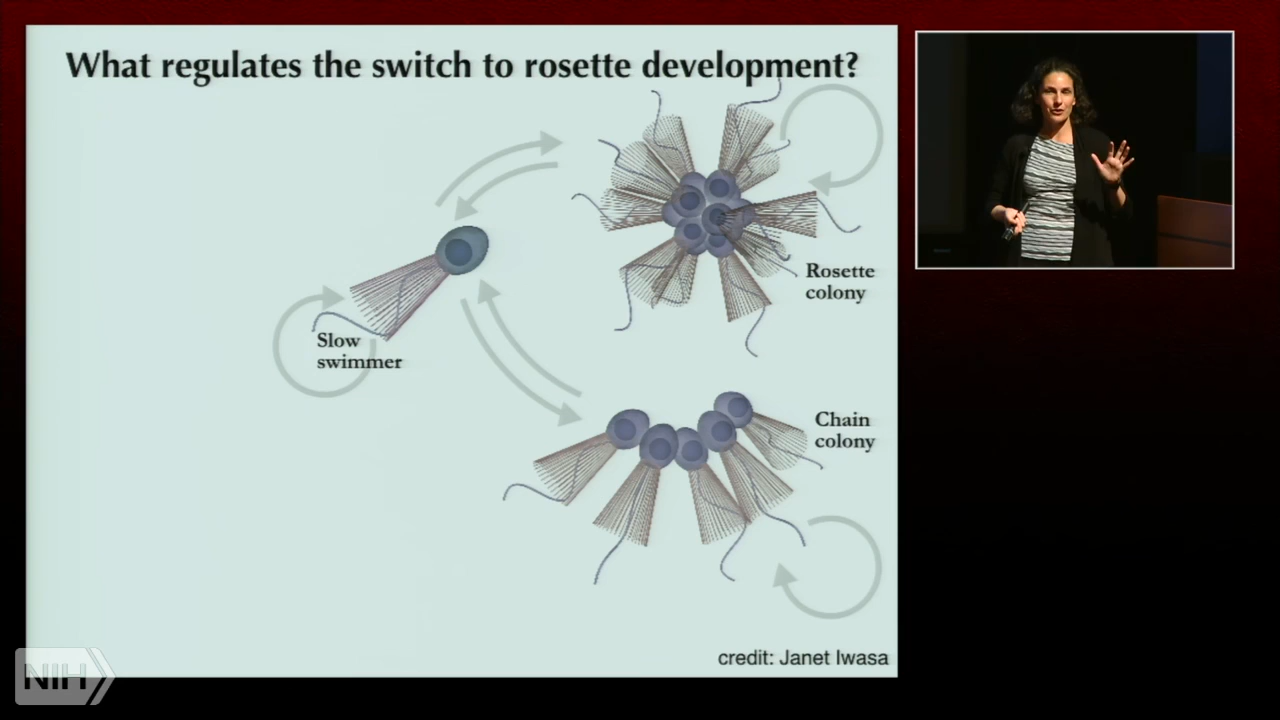 What regulates the switch to rosette development?
Rosette
colony
Slow
swimmer
Chain
colony
credit: Janet Iwasa
NIH